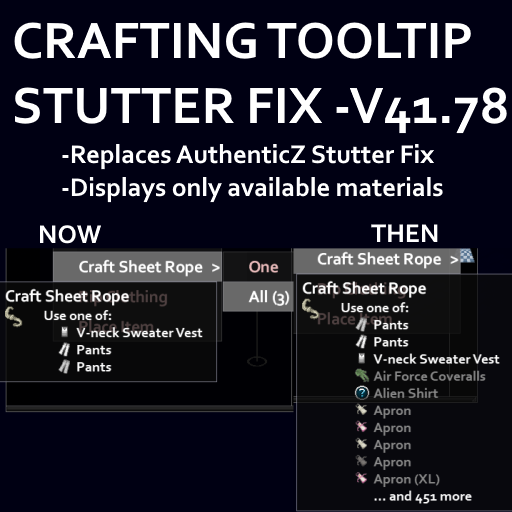 CRAFTING TOOLTIP
STUTTER FIX -V41.78
-Replaces AuthenticZ Stutter Fix
-Displays only available materials
NOW
Craft Sheet Rope >
One
All (3)
Craft Sheet Rope
Place Item
Use one of:
V-neck Sweater Vest
Pants
Pants
THEN
Craft Sheet Rope >
Craft Sheet Rope
Use one of:
Pants
Pants
V-neck Sweater Vest
Air Force Coveralls
Alien Shirt
Apron
Apron
Apron
Apron
Apron (XL)
... and 451 more